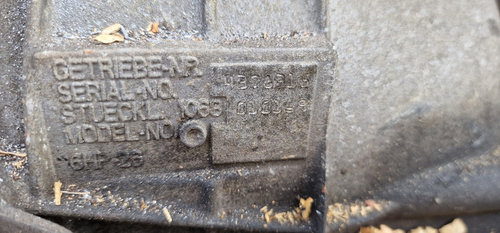 GETRIEBE-NR.
SERIAL-NO.
STUECKL. 1068
MODEL-NO.
6HP-26